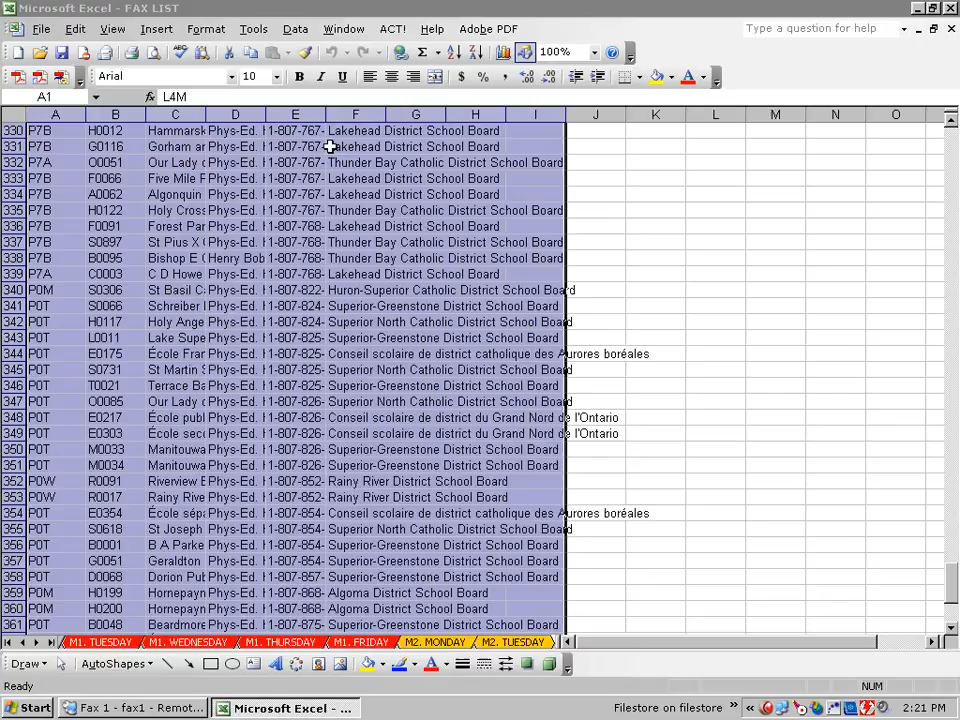 Microsoft Excel - FAX LIST
File Edit View Insert Format Tools Data Window ACT! Help Adobe PDF Type a question for help
100%
Arial 10 B I U $ % ,
A1 fx L4M
A B C D E F G H I J K L M N O
330 P7B H0012 Hammarsk Phys-Ed. H 1-807-767- Lakehead District School Board
331 P7B G0116 Gorham ar Phys-Ed. H 1-807-767- Lakehead District School Board
332 P7A O0051 Our Lady o Phys-Ed. H 1-807-767- Thunder Bay Catholic District School Board
333 P7B F0066 Five Mile P Phys-Ed. H 1-807-767- Lakehead District School Board
334 P7B A0062 Algonquin Phys-Ed. H 1-807-767- Lakehead District School Board
335 P7B H0122 Holy Cross Phys-Ed. H 1-807-767- Thunder Bay Catholic District School Board
336 P7B F0091 Forest Par Phys-Ed. H 1-807-768- Lakehead District School Board
337 P7B S0897 St Pius X ( Phys-Ed. H 1-807-768- Thunder Bay Catholic District School Board
338 P7B B0095 Bishop E ( Henry Bob 1-807-768- Thunder Bay Catholic District School Board
339 P7A C0003 C D Howe Phys-Ed. H 1-807-768- Lakehead District School Board
340 P0M S0306 St Basil C Phys-Ed. H 1-807-822- Huron-Superior Catholic District School Board
341 P0T S0066 Schreiber Phys-Ed. H 1-807-824- Superior-Greenstone District School Board
342 P0T H0117 Holy Ange Phys-Ed. H 1-807-824- Superior North Catholic District School Board
343 P0T L0011 Lake Supe Phys-Ed. H 1-807-825- Superior-Greenstone District School Board
344 P0T E0175 École Fran Phys-Ed. H 1-807-825- Conseil scolaire de district catholique des Aurores boréales
345 P0T S0731 St Martin S Phys-Ed. H 1-807-825- Superior North Catholic District School Board
346 P0T T0021 Terrace Ba Phys-Ed. H 1-807-825- Superior-Greenstone District School Board
347 P0T O0085 Our Lady o Phys-Ed. H 1-807-826- Superior North Catholic District School Board
348 P0T E0217 École publ Phys-Ed. H 1-807-826- Conseil scolaire de district du Grand Nord de l'Ontario
349 P0T E0303 École seco Phys-Ed. H 1-807-826- Conseil scolaire de district du Grand Nord de l'Ontario
350 P0T M0033 Manitouwa Phys-Ed. H 1-807-826- Superior-Greenstone District School Board
351 P0T M0034 Manitouwa Phys-Ed. H 1-807-826- Superior-Greenstone District School Board
352 P0W R0091 Riverview E Phys-Ed. H 1-807-852- Rainy River District School Board
353 P0W R0017 Rainy Rive Phys-Ed. H 1-807-852- Rainy River District School Board
354 P0T E0354 École sépa Phys-Ed. H 1-807-854- Conseil scolaire de district catholique des Aurores boréales
355 P0T S0618 St Joseph Phys-Ed. H 1-807-854- Superior North Catholic District School Board
356 P0T B0001 B A Parke Phys-Ed. H 1-807-854- Superior-Greenstone District School Board
357 P0T G0051 Geraldton Phys-Ed. H 1-807-854- Superior-Greenstone District School Board
358 P0T D0068 Dorion Pub Phys-Ed. H 1-807-857- Superior-Greenstone District School Board
359 P0M H0199 Hornepayn Phys-Ed. H 1-807-868- Algoma District School Board
360 P0M H0200 Hornepayn Phys-Ed. H 1-807-868- Algoma District School Board
361 P0T B0048 Beardmore Phys-Ed. H 1-807-875- Superior-Greenstone District School Board
M1. TUESDAY M1. WEDNESDAY M1. THURSDAY M1. FRIDAY M2. MONDAY M2. TUESDAY
Draw AutoShapes
Ready NUM
Start Fax 1 - fax1 - Remot... Microsoft Excel - ... Filestore on filestore 2:21 PM